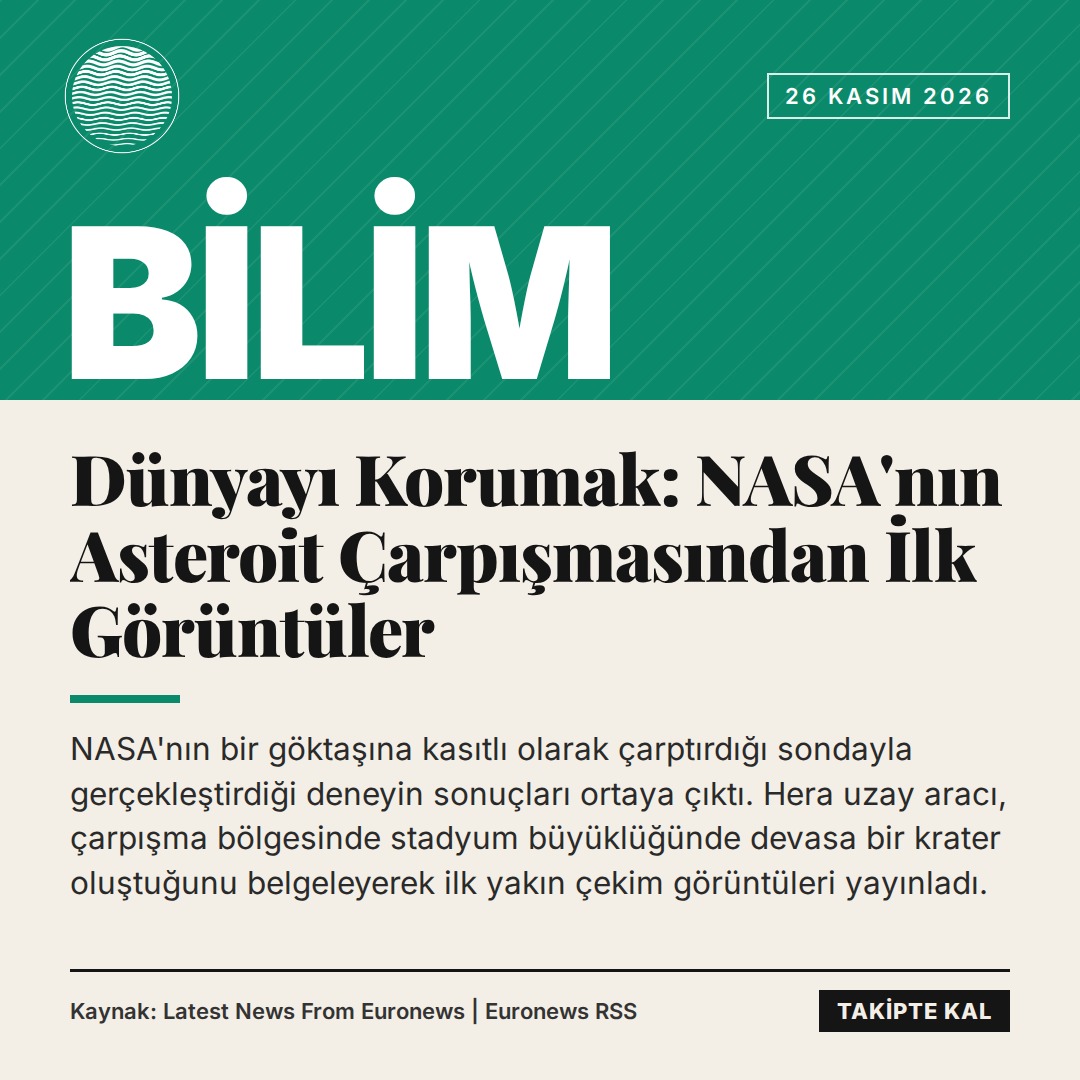 26 KASIM 2026
BİLİM
Dünyayı Korumak: NASA'nın
Asteroit Çarpışmasından İlk
Görüntüler
NASA'nın bir göktaşına kasıtlı olarak çarptırdığı sondayla
gerçekleştirdiği deneyin sonuçları ortaya çıktı. Hera uzay aracı,
çarpışma bölgesinde stadyum büyüklüğünde devasa bir krater
oluştuğunu belgeleyerek ilk yakın çekim görüntüleri yayınladı.
Kaynak: Latest News From Euronews | Euronews RSS
TAKİPTE KAL